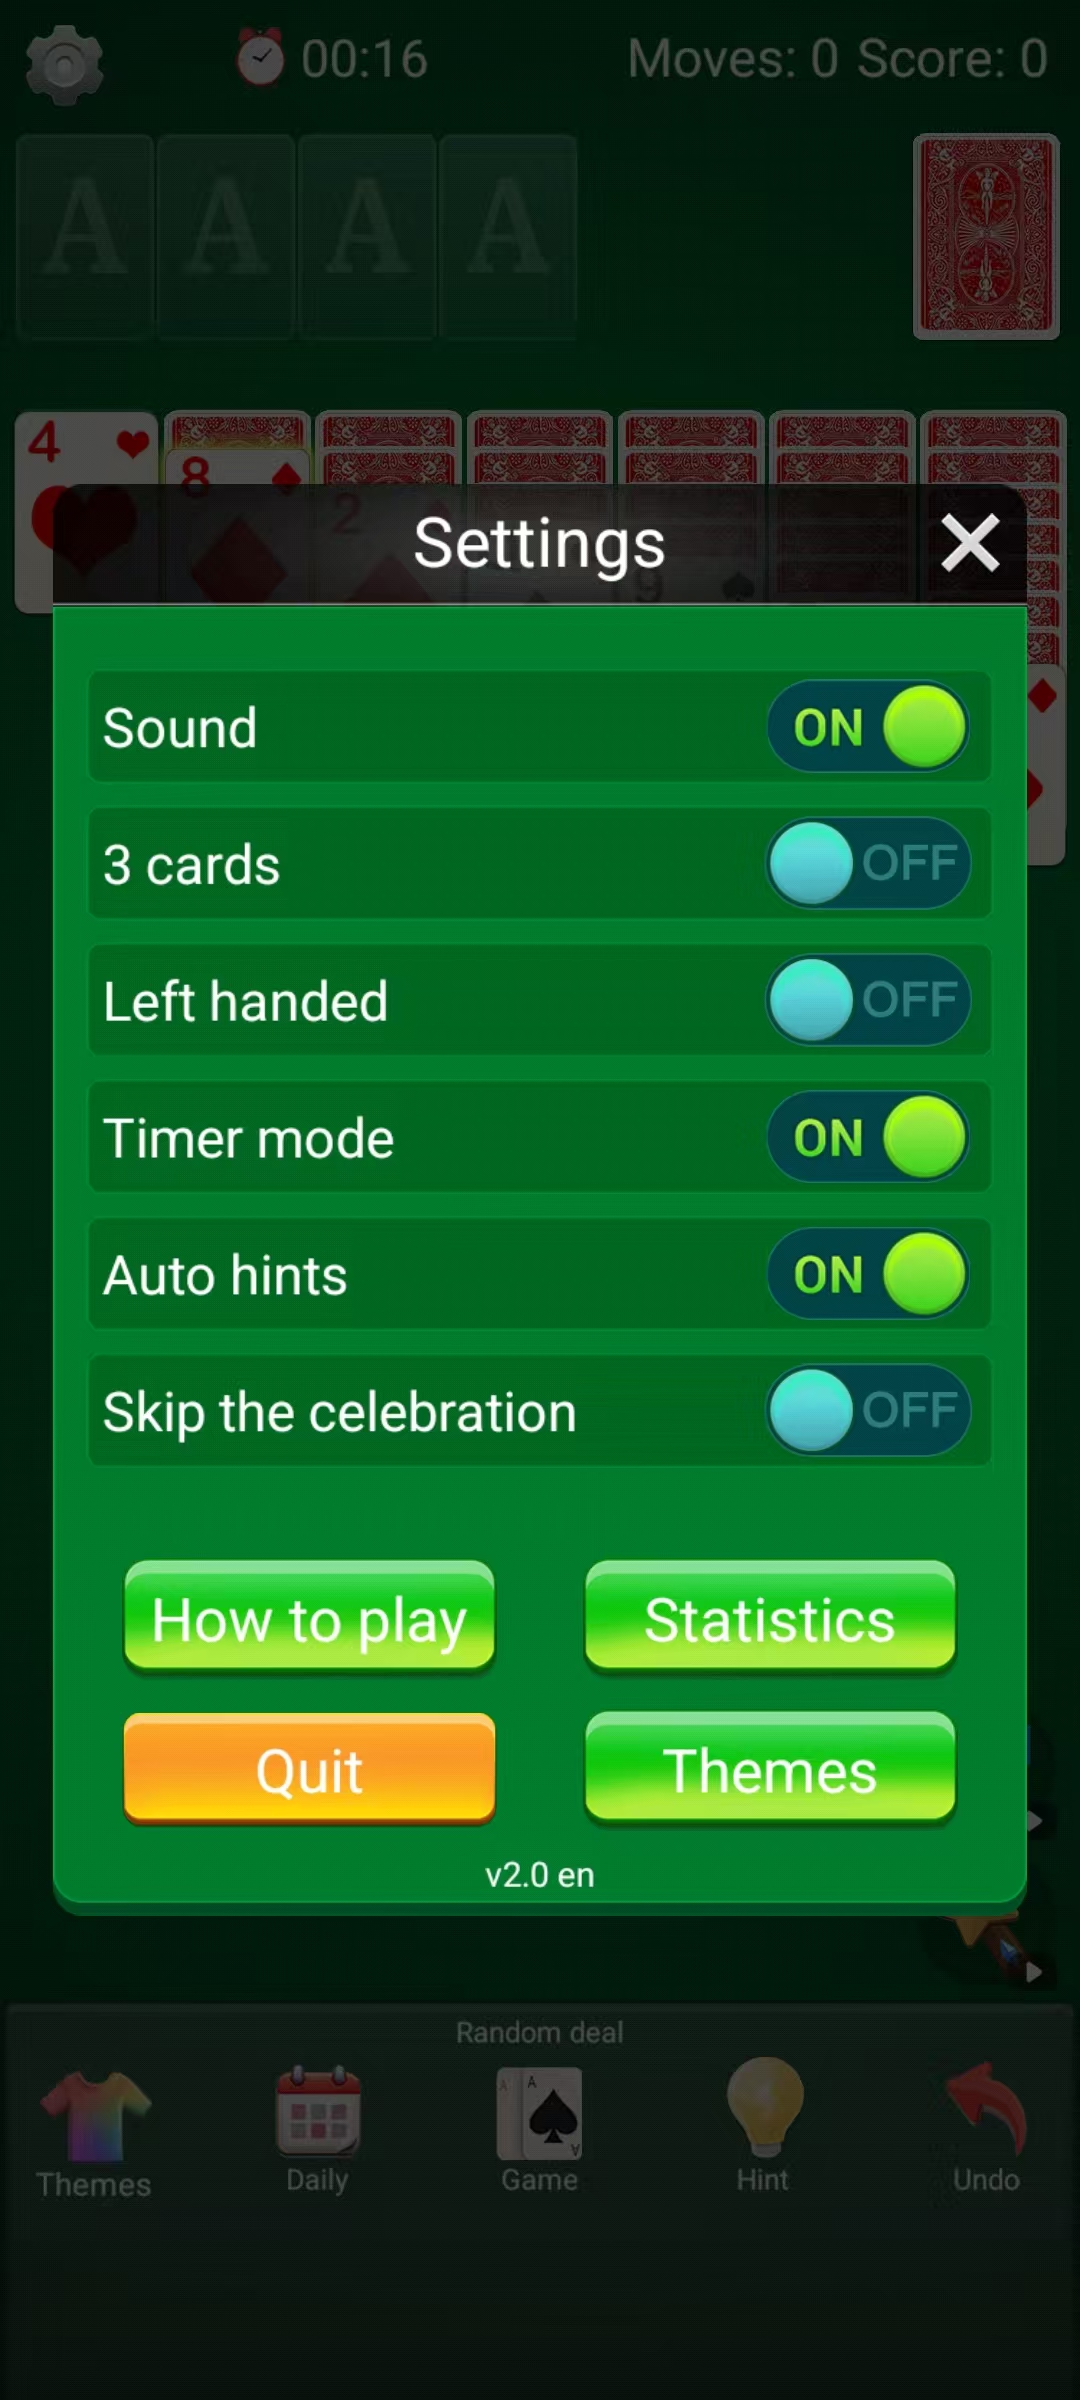 00:16 Moves: 0 Score: 0
A A A A
4
8
2
9
Settings
Sound ON
3 cards OFF
Left handed OFF
Timer mode ON
Auto hints ON
Skip the celebration OFF
How to play Statistics
Quit Themes
v2.0 en
Random deal
A A
A
Themes Daily Game Hint Undo